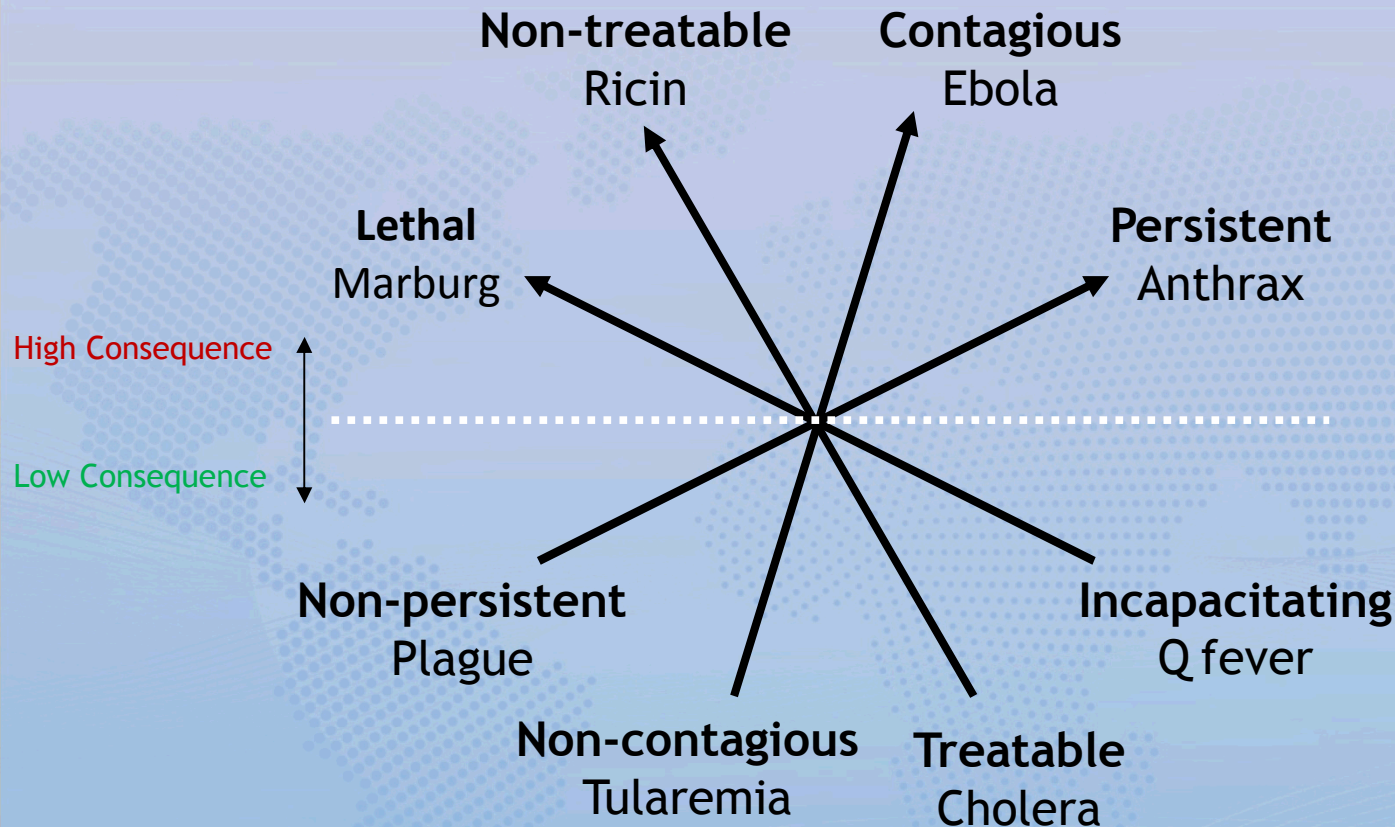 Non-treatable
Ricin
Contagious
Ebola
Lethal
Marburg
Persistent
Anthrax
High Consequence
Low Consequence
Non-persistent
Plague
Incapacitating
Q fever
Non-contagious
Tularemia
Treatable
Cholera